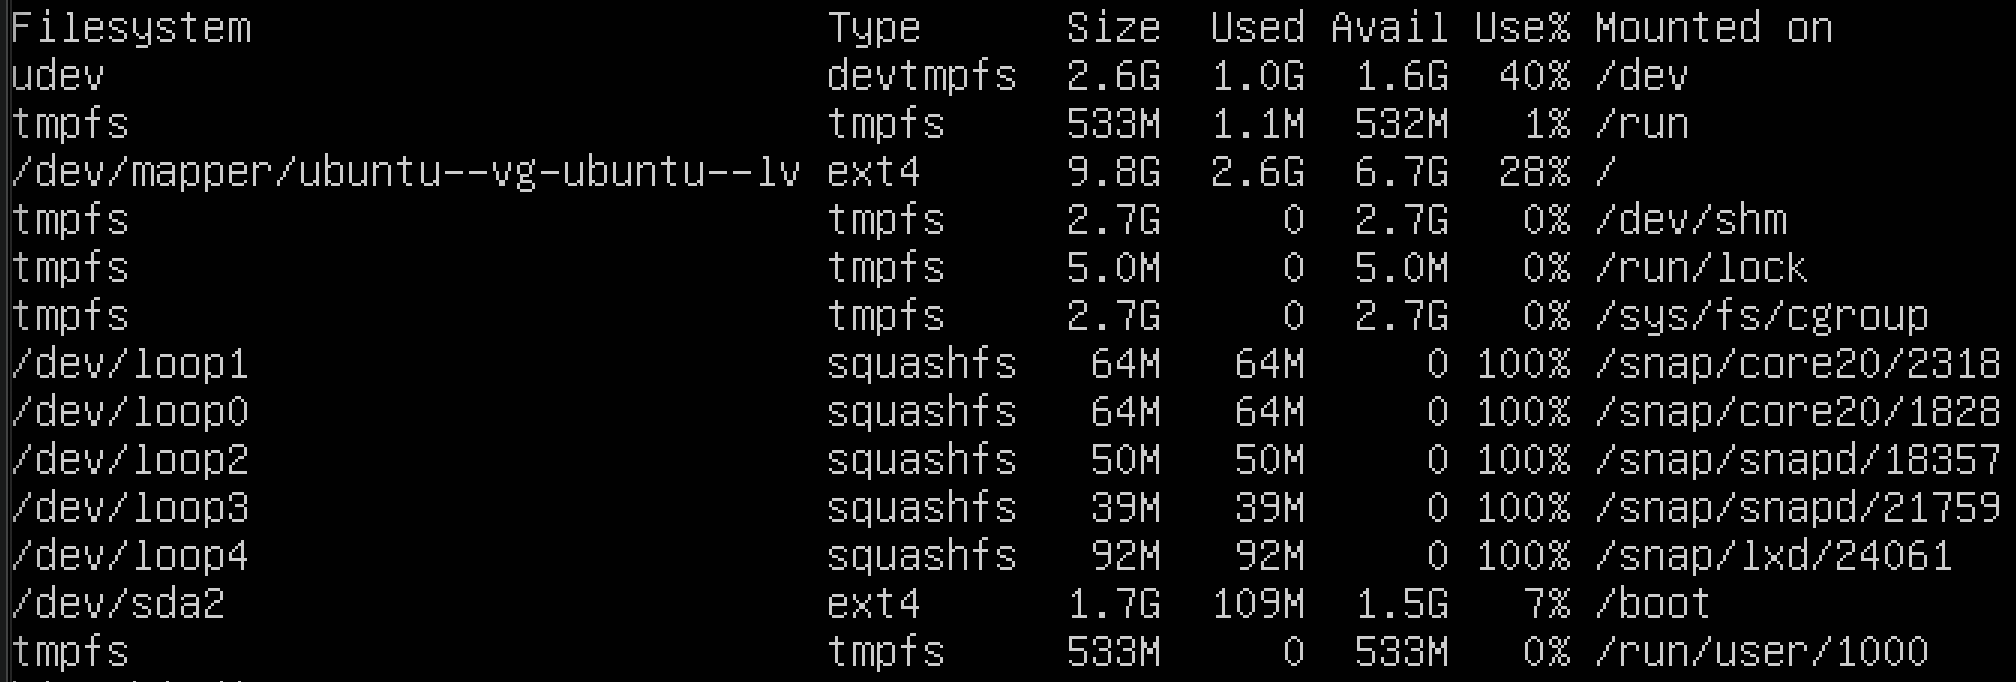 Filesystem Type Size Used Avail Use% Mounted on
udev devtmpfs 2.6G 1.0G 1.6G 40% /dev
tmpfs tmpfs 533M 1.1M 532M 1% /run
/dev/mapper/ubuntu--vg-ubuntu--lv ext4 9.8G 2.6G 6.7G 28% /
tmpfs tmpfs 2.7G 0 2.7G 0% /dev/shm
tmpfs tmpfs 5.0M 0 5.0M 0% /run/lock
tmpfs tmpfs 2.7G 0 2.7G 0% /sys/fs/cgroup
/dev/loop1 squashfs 64M 64M 0 100% /snap/core20/2318
/dev/loop0 squashfs 64M 64M 0 100% /snap/core20/1828
/dev/loop2 squashfs 50M 50M 0 100% /snap/snapd/18357
/dev/loop3 squashfs 39M 39M 0 100% /snap/snapd/21759
/dev/loop4 squashfs 92M 92M 0 100% /snap/lxd/24061
/dev/sda2 ext4 1.7G 109M 1.5G 7% /boot
tmpfs tmpfs 533M 0 533M 0% /run/user/1000